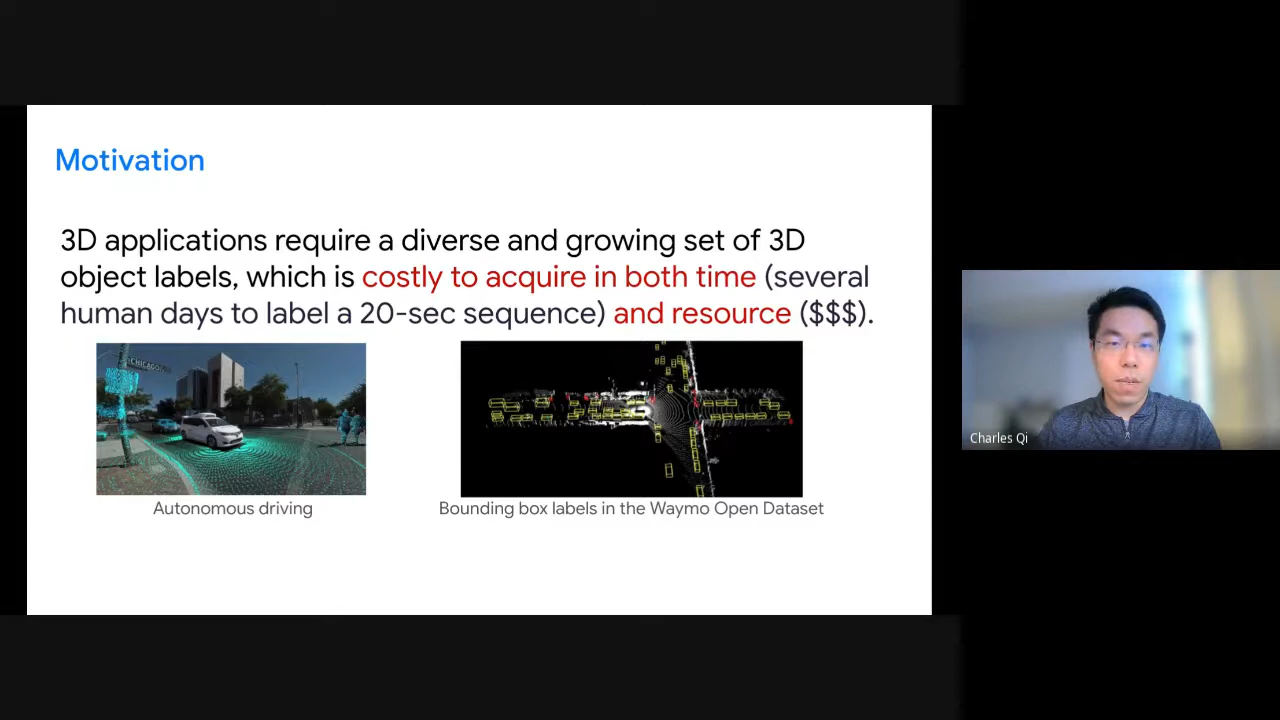 Motivation
3D applications require a diverse and growing set of 3D
object labels, which is costly to acquire in both time (several
human days to label a 20-sec sequence) and resource ($$$).
CHICAGO
Autonomous driving
Bounding box labels in the Waymo Open Dataset
Charles Qi